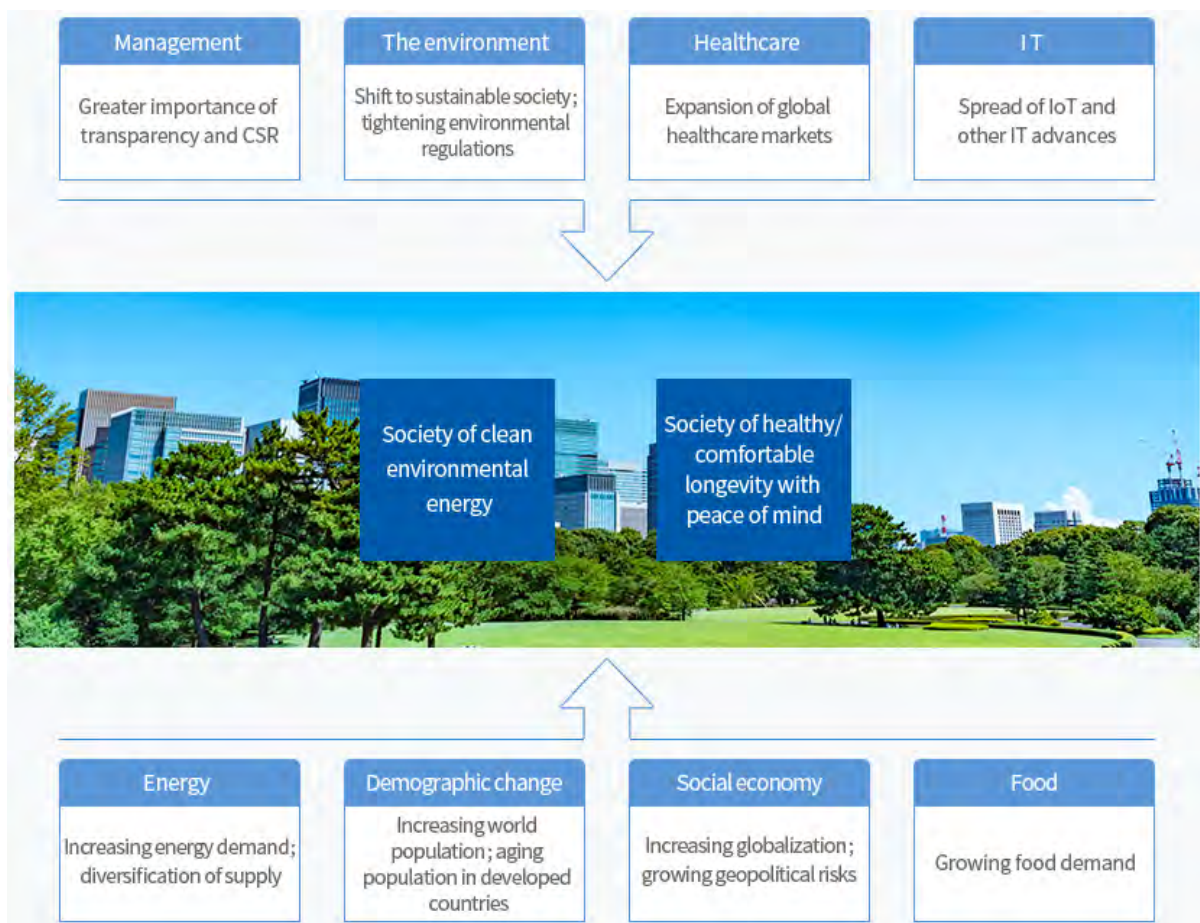 Management
The environment
Healthcare
IT
Greater importance of
transparency and CSR
Shift to sustainable society;
tightening environmental
regulations
Expansion of global
healthcare markets
Spread of IoT and
other IT advances
Society of clean
environmental
energy
Society of healthy/
comfortable
longevity with
peace of mind
Energy
Demographic change
Social economy
Food
Increasing energy demand;
diversification of supply
Increasing world
population; aging
population in developed
countries
Increasing globalization;
growing geopolitical risks
Growing food demand